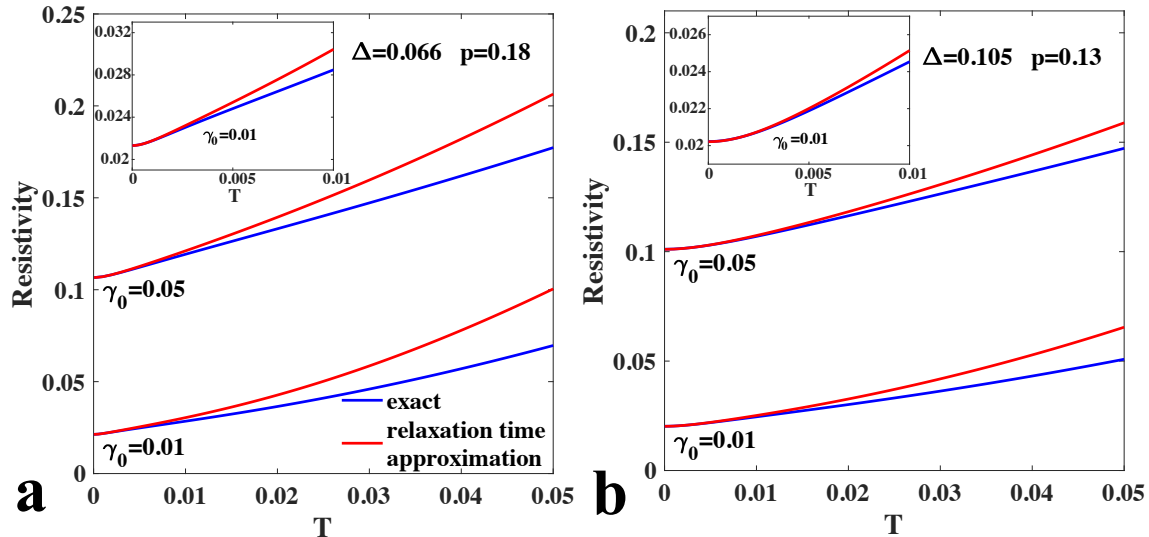 0.25
0.2
0.15
0.1
0.05
0
Resistivity
0 0.01 0.02 0.03 0.04 0.05
T
0.032
0.028
0.024
0.02
0 0.005 0.01
T
γ0=0.01
Δ=0.066 p=0.18
γ0=0.05
γ0=0.01
exact
relaxation time
approximation
a
0.2
0.15
0.1
0.05
0
Resistivity
0 0.01 0.02 0.03 0.04 0.05
T
0.026
0.024
0.022
0.02
0 0.005 0.01
T
γ0=0.01
Δ=0.105 p=0.13
γ0=0.05
γ0=0.01
b